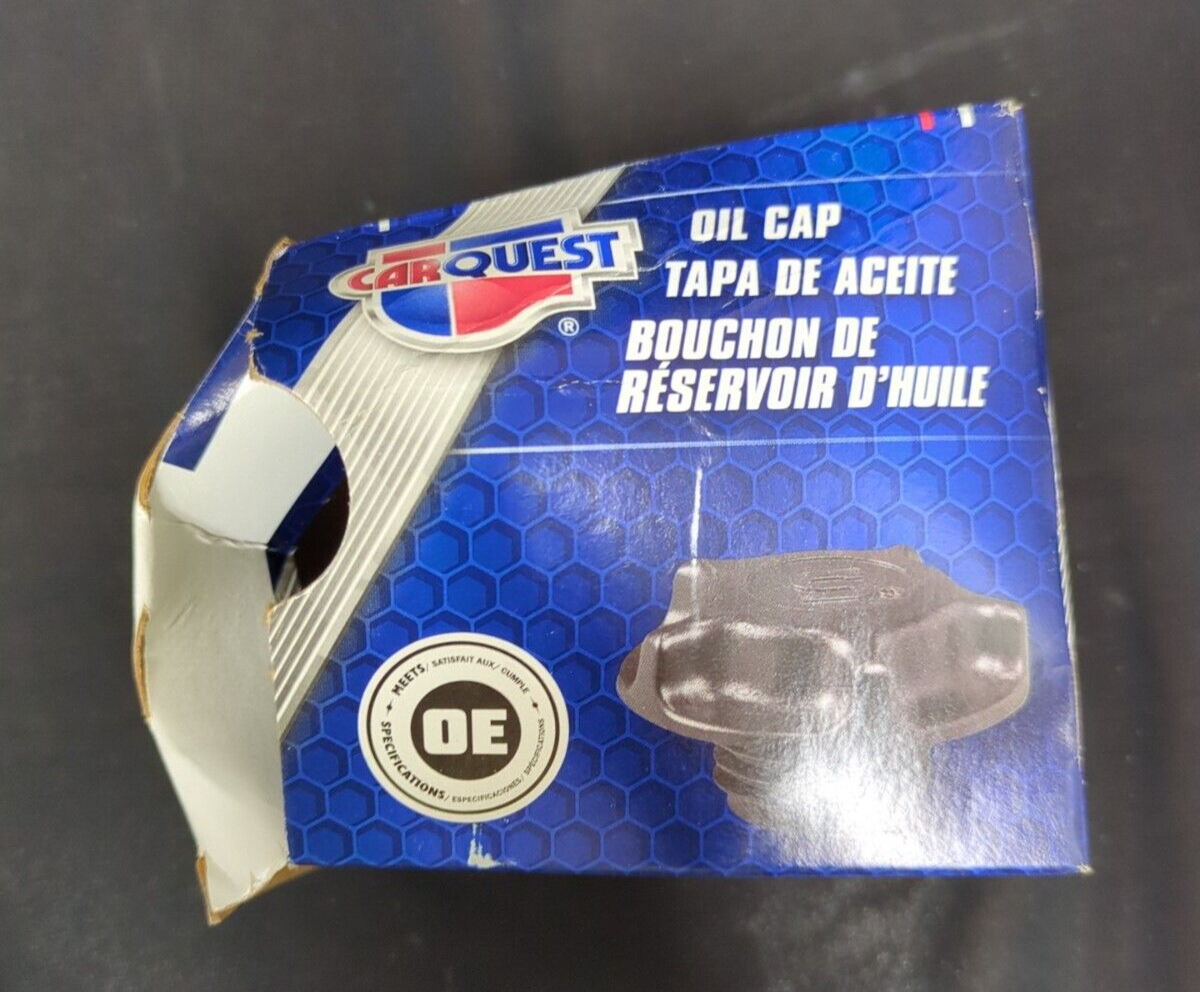 CARQUEST
®
OIL CAP
TAPA DE ACEITE
BOUCHON DE
RÉSERVOIR D'HUILE
MEETS / SATISFAIT AUX / CUMPLE
OE
SPECIFICATIONS / ESPECIFICACIONES / SPÉCIFICATIONS